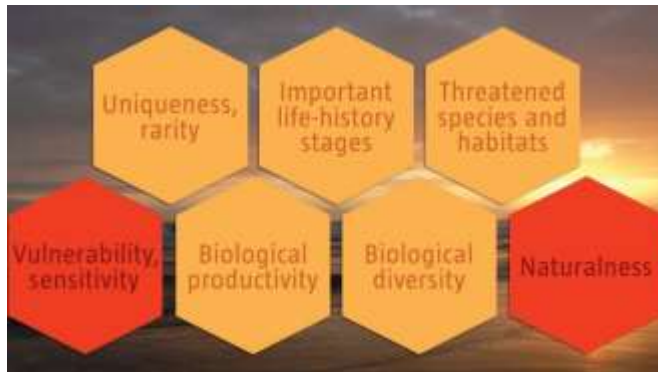 Uniqueness,
rarity
Important
life-history
stages
Threatened
species and
habitats
Vulnerability,
sensitivity
Biological
productivity
Biological
diversity
Naturalness